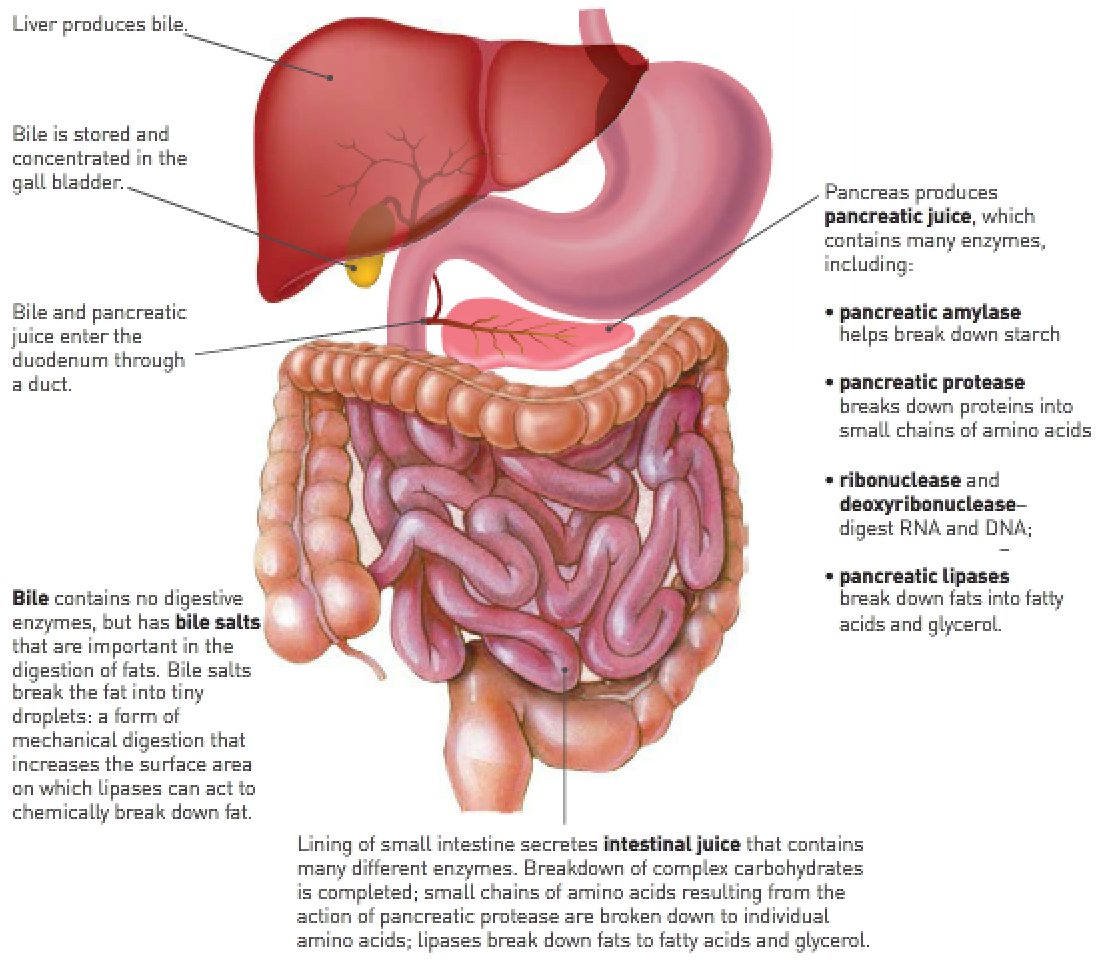 Liver produces bile.
Bile is stored and
concentrated in the
gall bladder.
Bile and pancreatic
juice enter the
duodenum through
a duct.
Bile contains no digestive
enzymes, but has bile salts
that are important in the
digestion of fats. Bile salts
break the fat into tiny
droplets: a form of
mechanical digestion that
increases the surface area
on which lipases can act to
chemically break down fat.
Pancreas produces
pancreatic juice, which
contains many enzymes,
including:
• pancreatic amylase
helps break down starch
• pancreatic protease
breaks down proteins into
small chains of amino acids
• ribonuclease and
deoxyribonuclease–
digest RNA and DNA;
–
• pancreatic lipases
break down fats into fatty
acids and glycerol.
Lining of small intestine secretes intestinal juice that contains
many different enzymes. Breakdown of complex carbohydrates
is completed; small chains of amino acids resulting from the
action of pancreatic protease are broken down to individual
amino acids; lipases break down fats to fatty acids and glycerol.